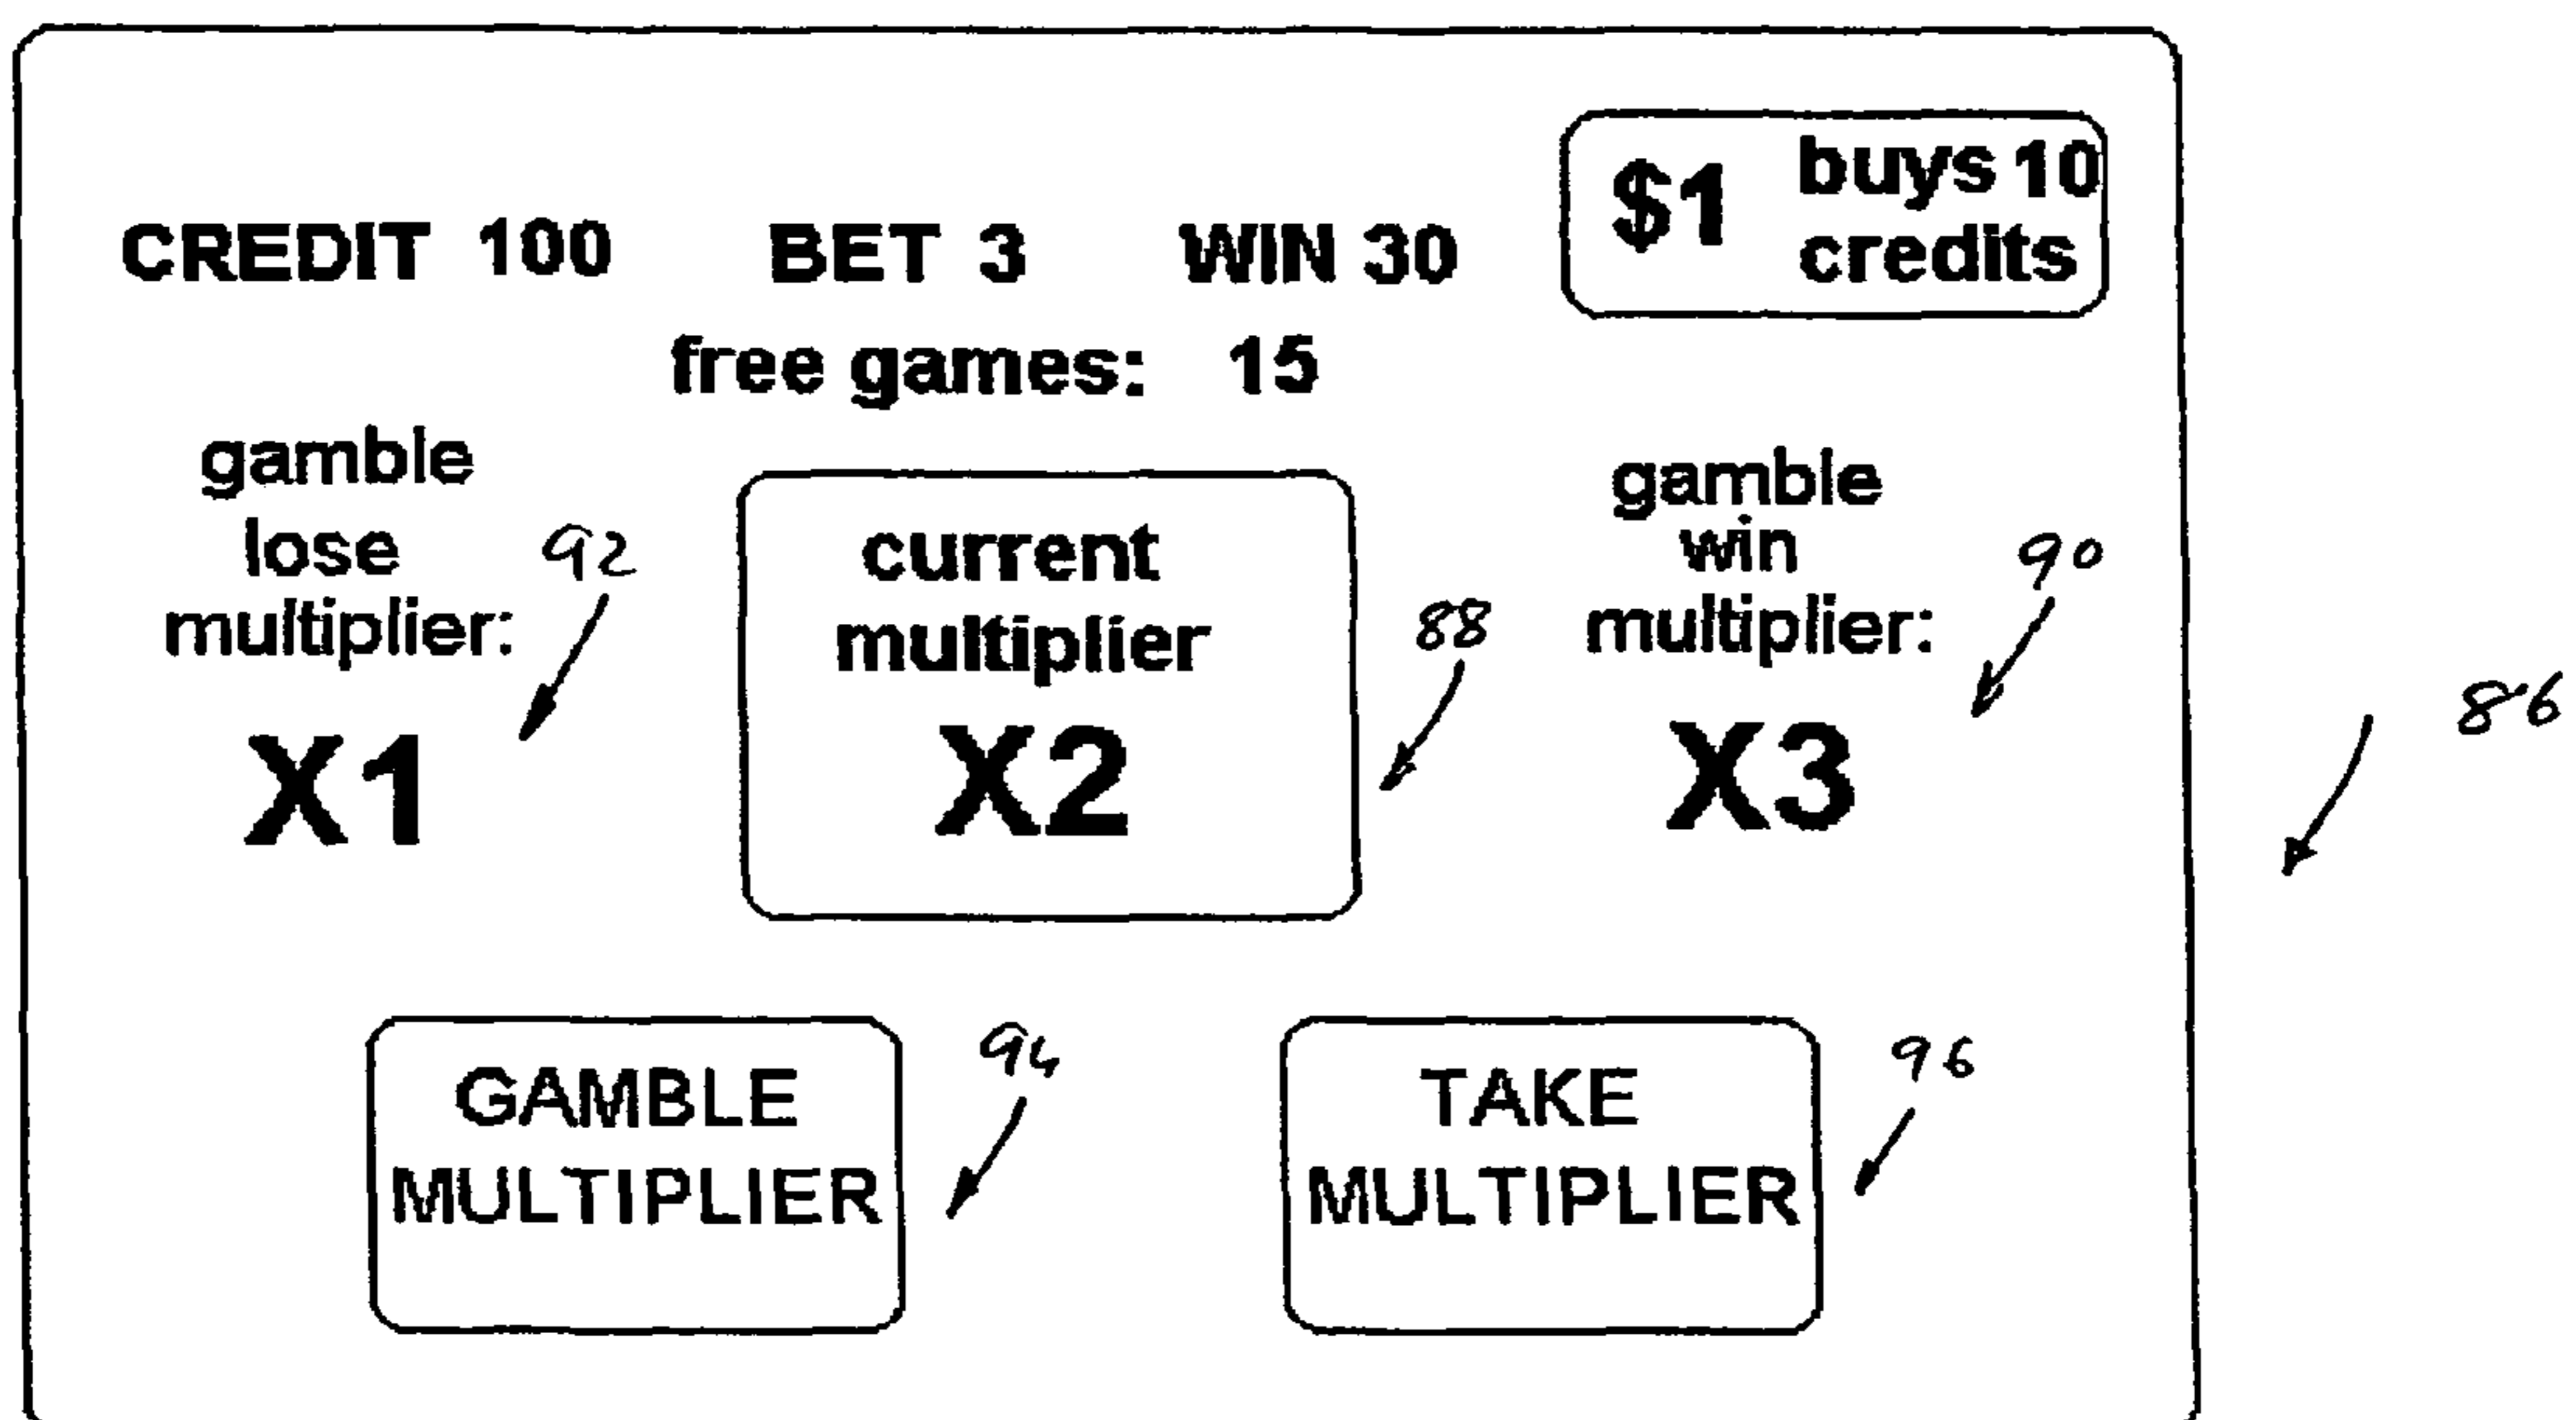 $1 buys 10
credits
CREDIT 100 BET 3 WIN 30
free games: 15
gamble
lose
multiplier:
X1
92
current
multiplier
X2
88
gamble
win
multiplier:
X3
90
86
GAMBLE
MULTIPLIER
94
TAKE
MULTIPLIER
96